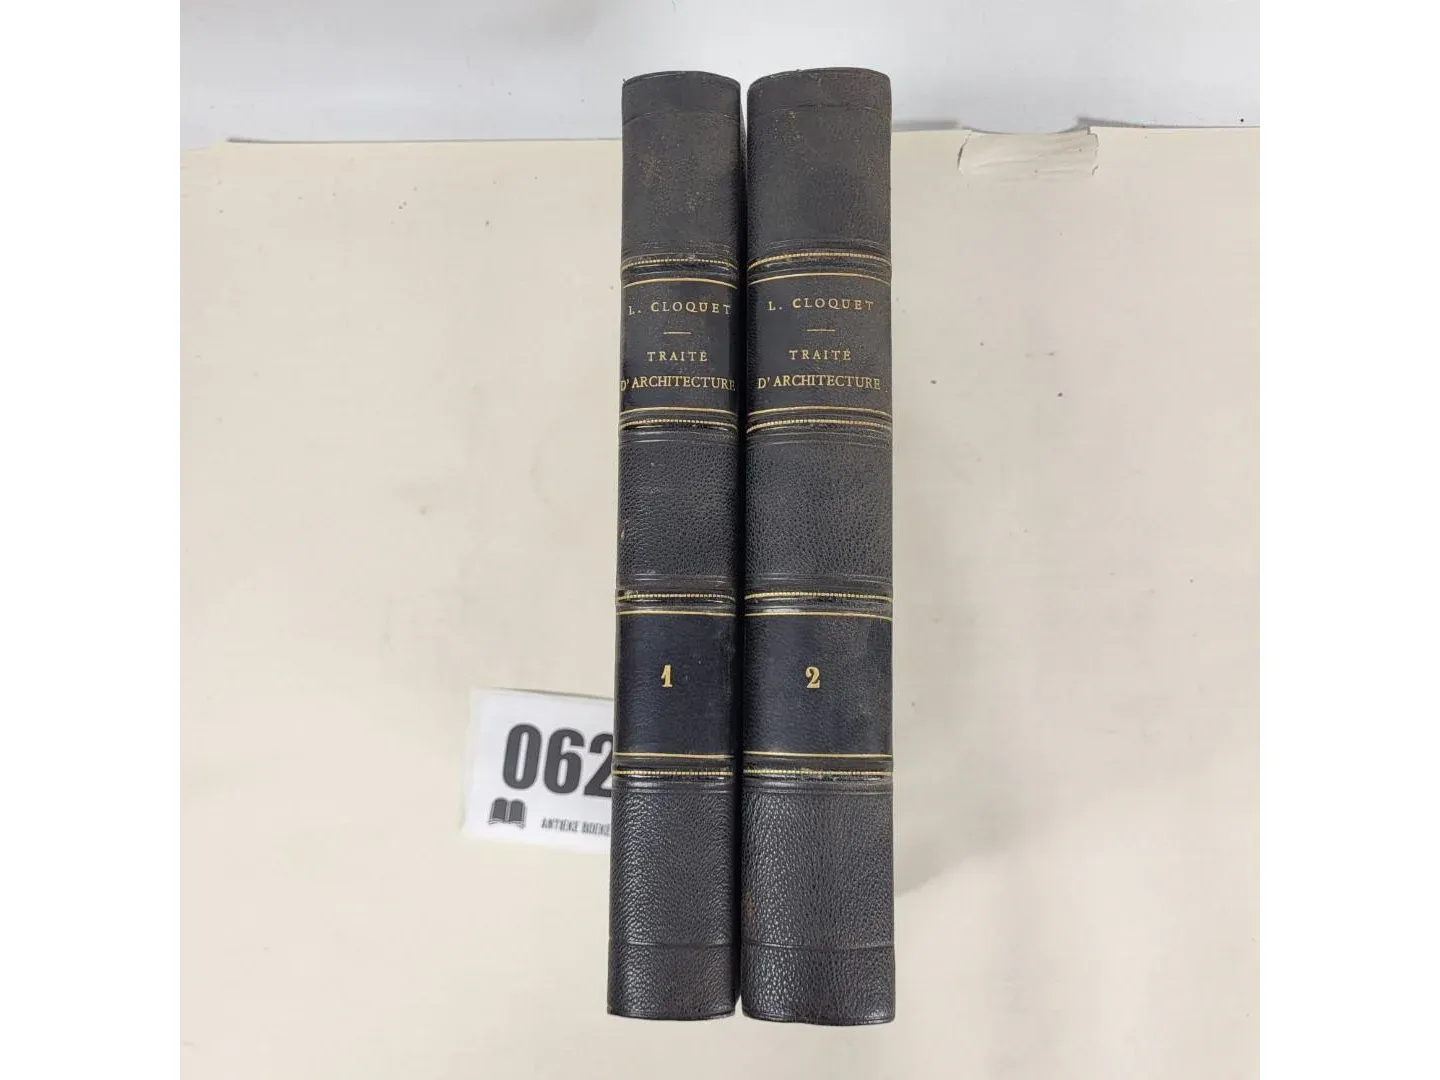 L. CLOQUET
TRAITÉ
D'ARCHITECTURE
1
L. CLOQUET
TRAITÉ
D'ARCHITECTURE
2
062
ANTIEKE BOEKE